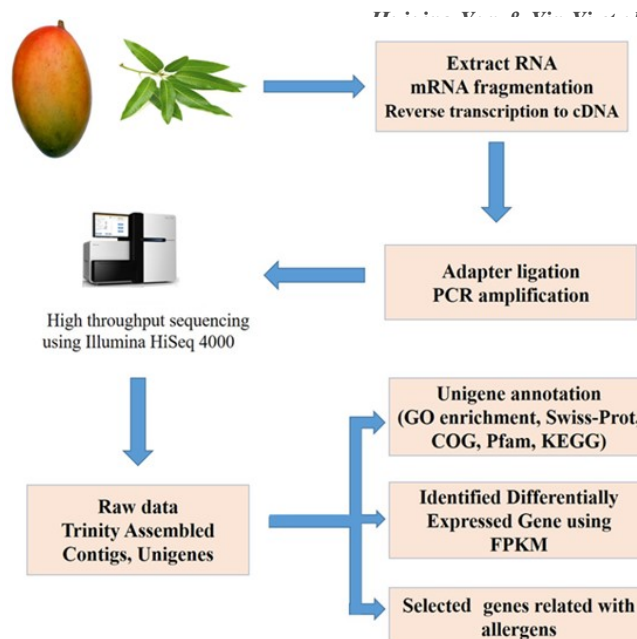 Extract RNA
mRNA fragmentation
Reverse transcription to cDNA
Adapter ligation
PCR amplification
High throughput sequencing
using Illumina HiSeq 4000
Unigene annotation
(GO enrichment, Swiss-Prot,
COG, Pfam, KEGG)
Raw data
Trinity Assembled
Contigs, Unigenes
Identified Differentially
Expressed Gene using
FPKM
Selected genes related with
allergens